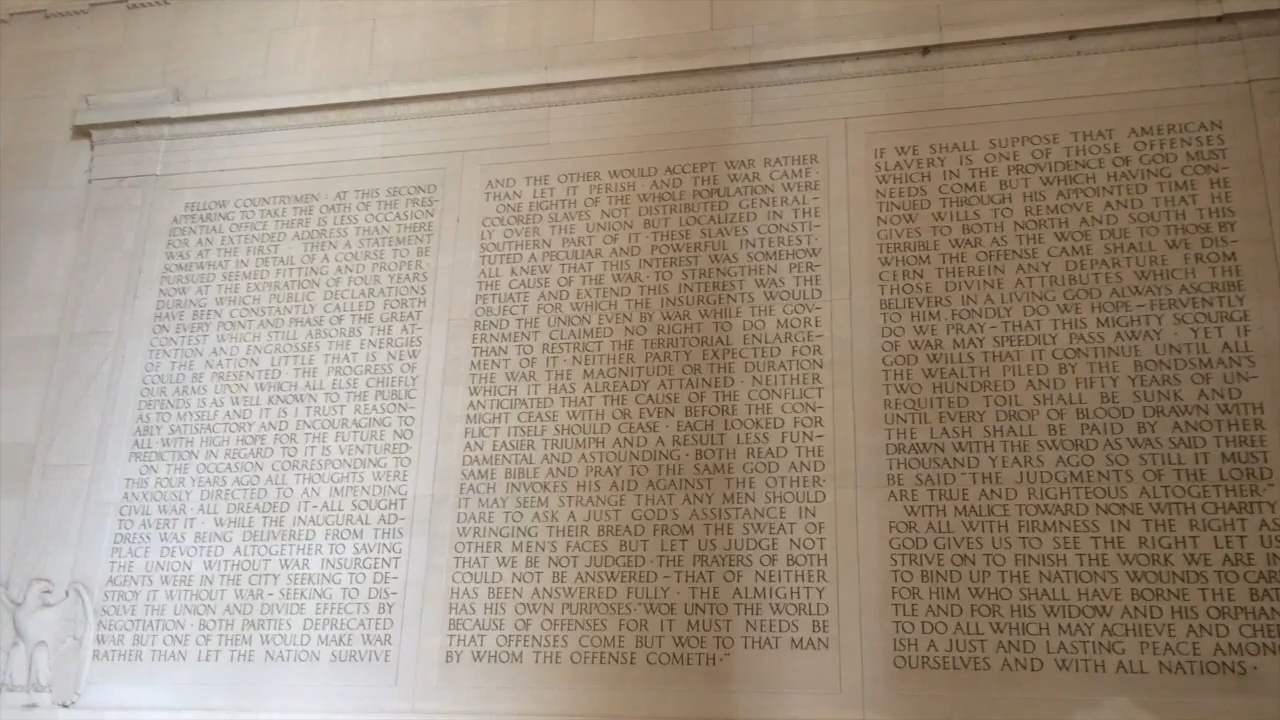 FELLOW COUNTRYMEN · AT THIS SECOND
APPEARING TO TAKE THE OATH OF THE PRES-
IDENTIAL OFFICE THERE IS LESS OCCASION
FOR AN EXTENDED ADDRESS THAN THERE
WAS AT THE FIRST · THEN A STATEMENT
SOMEWHAT IN DETAIL OF A COURSE TO BE
PURSUED SEEMED FITTING AND PROPER ·
NOW AT THE EXPIRATION OF FOUR YEARS
DURING WHICH PUBLIC DECLARATIONS
HAVE BEEN CONSTANTLY CALLED FORTH
ON EVERY POINT AND PHASE OF THE GREAT
CONTEST WHICH STILL ABSORBS THE AT-
TENTION AND ENGROSSES THE ENERGIES
OF THE NATION LITTLE THAT IS NEW
COULD BE PRESENTED · THE PROGRESS OF
OUR ARMS UPON WHICH ALL ELSE CHIEFLY
DEPENDS IS AS WELL KNOWN TO THE PUBLIC
AS TO MYSELF AND IT IS I TRUST REASON-
ABLY SATISFACTORY AND ENCOURAGING TO
ALL · WITH HIGH HOPE FOR THE FUTURE NO
PREDICTION IN REGARD TO IT IS VENTURED ·
ON THE OCCASION CORRESPONDING TO
THIS FOUR YEARS AGO ALL THOUGHTS WERE
ANXIOUSLY DIRECTED TO AN IMPENDING
CIVIL WAR · ALL DREADED IT – ALL SOUGHT
TO AVERT IT · WHILE THE INAUGURAL AD-
DRESS WAS BEING DELIVERED FROM THIS
PLACE DEVOTED ALTOGETHER TO SAVING
THE UNION WITHOUT WAR INSURGENT
AGENTS WERE IN THE CITY SEEKING TO DE-
STROY IT WITHOUT WAR – SEEKING TO DIS-
SOLVE THE UNION AND DIVIDE EFFECTS BY
NEGOTIATION · BOTH PARTIES DEPRECATED
WAR BUT ONE OF THEM WOULD MAKE WAR
RATHER THAN LET THE NATION SURVIVE
AND THE OTHER WOULD ACCEPT WAR RATHER
THAN LET IT PERISH · AND THE WAR CAME ·
ONE EIGHTH OF THE WHOLE POPULATION WERE
COLORED SLAVES NOT DISTRIBUTED GENERAL-
LY OVER THE UNION BUT LOCALIZED IN THE
SOUTHERN PART OF IT · THESE SLAVES CONSTI-
TUTED A PECULIAR AND POWERFUL INTEREST ·
ALL KNEW THAT THIS INTEREST WAS SOMEHOW
THE CAUSE OF THE WAR · TO STRENGTHEN PER-
PETUATE AND EXTEND THIS INTEREST WAS THE
OBJECT FOR WHICH THE INSURGENTS WOULD
REND THE UNION EVEN BY WAR WHILE THE GOV-
ERNMENT CLAIMED NO RIGHT TO DO MORE
THAN TO RESTRICT THE TERRITORIAL ENLARGE-
MENT OF IT · NEITHER PARTY EXPECTED FOR
THE WAR THE MAGNITUDE OR THE DURATION
WHICH IT HAS ALREADY ATTAINED · NEITHER
ANTICIPATED THAT THE CAUSE OF THE CONFLICT
MIGHT CEASE WITH OR EVEN BEFORE THE CON-
FLICT ITSELF SHOULD CEASE · EACH LOOKED FOR
AN EASIER TRIUMPH AND A RESULT LESS FUN-
DAMENTAL AND ASTOUNDING · BOTH READ THE
SAME BIBLE AND PRAY TO THE SAME GOD AND
EACH INVOKES HIS AID AGAINST THE OTHER ·
IT MAY SEEM STRANGE THAT ANY MEN SHOULD
DARE TO ASK A JUST GOD'S ASSISTANCE IN
WRINGING THEIR BREAD FROM THE SWEAT OF
OTHER MEN'S FACES BUT LET US JUDGE NOT
THAT WE BE NOT JUDGED · THE PRAYERS OF BOTH
COULD NOT BE ANSWERED – THAT OF NEITHER
HAS BEEN ANSWERED FULLY · THE ALMIGHTY
HAS HIS OWN PURPOSES · "WOE UNTO THE WORLD
BECAUSE OF OFFENSES FOR IT MUST NEEDS BE
THAT OFFENSES COME BUT WOE TO THAT MAN
BY WHOM THE OFFENSE COMETH · "
IF WE SHALL SUPPOSE THAT AMERICAN
SLAVERY IS ONE OF THOSE OFFENSES
WHICH IN THE PROVIDENCE OF GOD MUST
NEEDS COME BUT WHICH HAVING CON-
TINUED THROUGH HIS APPOINTED TIME HE
NOW WILLS TO REMOVE AND THAT HE
GIVES TO BOTH NORTH AND SOUTH THIS
TERRIBLE WAR AS THE WOE DUE TO THOSE BY
WHOM THE OFFENSE CAME SHALL WE DIS-
CERN THEREIN ANY DEPARTURE FROM
THOSE DIVINE ATTRIBUTES WHICH THE
BELIEVERS IN A LIVING GOD ALWAYS ASCRIBE
TO HIM. FONDLY DO WE HOPE – FERVENTLY
DO WE PRAY – THAT THIS MIGHTY SCOURGE
OF WAR MAY SPEEDILY PASS AWAY · YET IF
GOD WILLS THAT IT CONTINUE UNTIL ALL
THE WEALTH PILED BY THE BONDSMAN'S
TWO HUNDRED AND FIFTY YEARS OF UN-
REQUITED TOIL SHALL BE SUNK AND
UNTIL EVERY DROP OF BLOOD DRAWN WITH
THE LASH SHALL BE PAID BY ANOTHER
DRAWN WITH THE SWORD AS WAS SAID THREE
THOUSAND YEARS AGO SO STILL IT MUST
BE SAID "THE JUDGMENTS OF THE LORD
ARE TRUE AND RIGHTEOUS ALTOGETHER · "
WITH MALICE TOWARD NONE WITH CHARITY
FOR ALL WITH FIRMNESS IN THE RIGHT AS
GOD GIVES US TO SEE THE RIGHT LET US
STRIVE ON TO FINISH THE WORK WE ARE IN
TO BIND UP THE NATION'S WOUNDS TO CAR
FOR HIM WHO SHALL HAVE BORNE THE BAT
TLE AND FOR HIS WIDOW AND HIS ORPHAN
TO DO ALL WHICH MAY ACHIEVE AND CHER
ISH A JUST AND LASTING PEACE AMONG
OURSELVES AND WITH ALL NATIONS ·